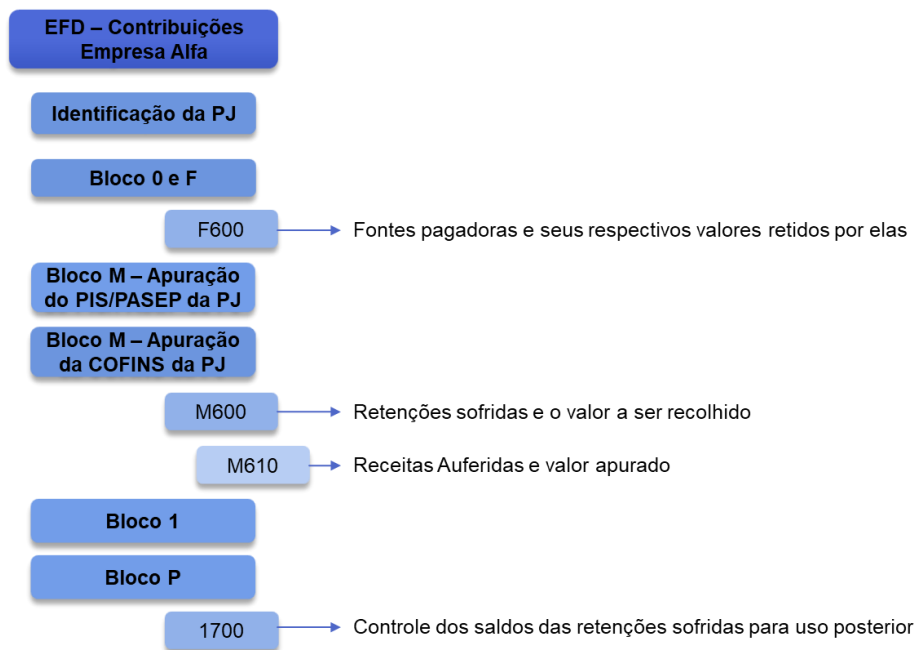 EFD – Contribuições
Empresa Alfa
Identificação da PJ
Bloco 0 e F
F600
Fontes pagadoras e seus respectivos valores retidos por elas
Bloco M – Apuração
do PIS/PASEP da PJ
Bloco M – Apuração
da COFINS da PJ
M600
Retenções sofridas e o valor a ser recolhido
M610
Receitas Auferidas e valor apurado
Bloco 1
Bloco P
1700
Controle dos saldos das retenções sofridas para uso posterior